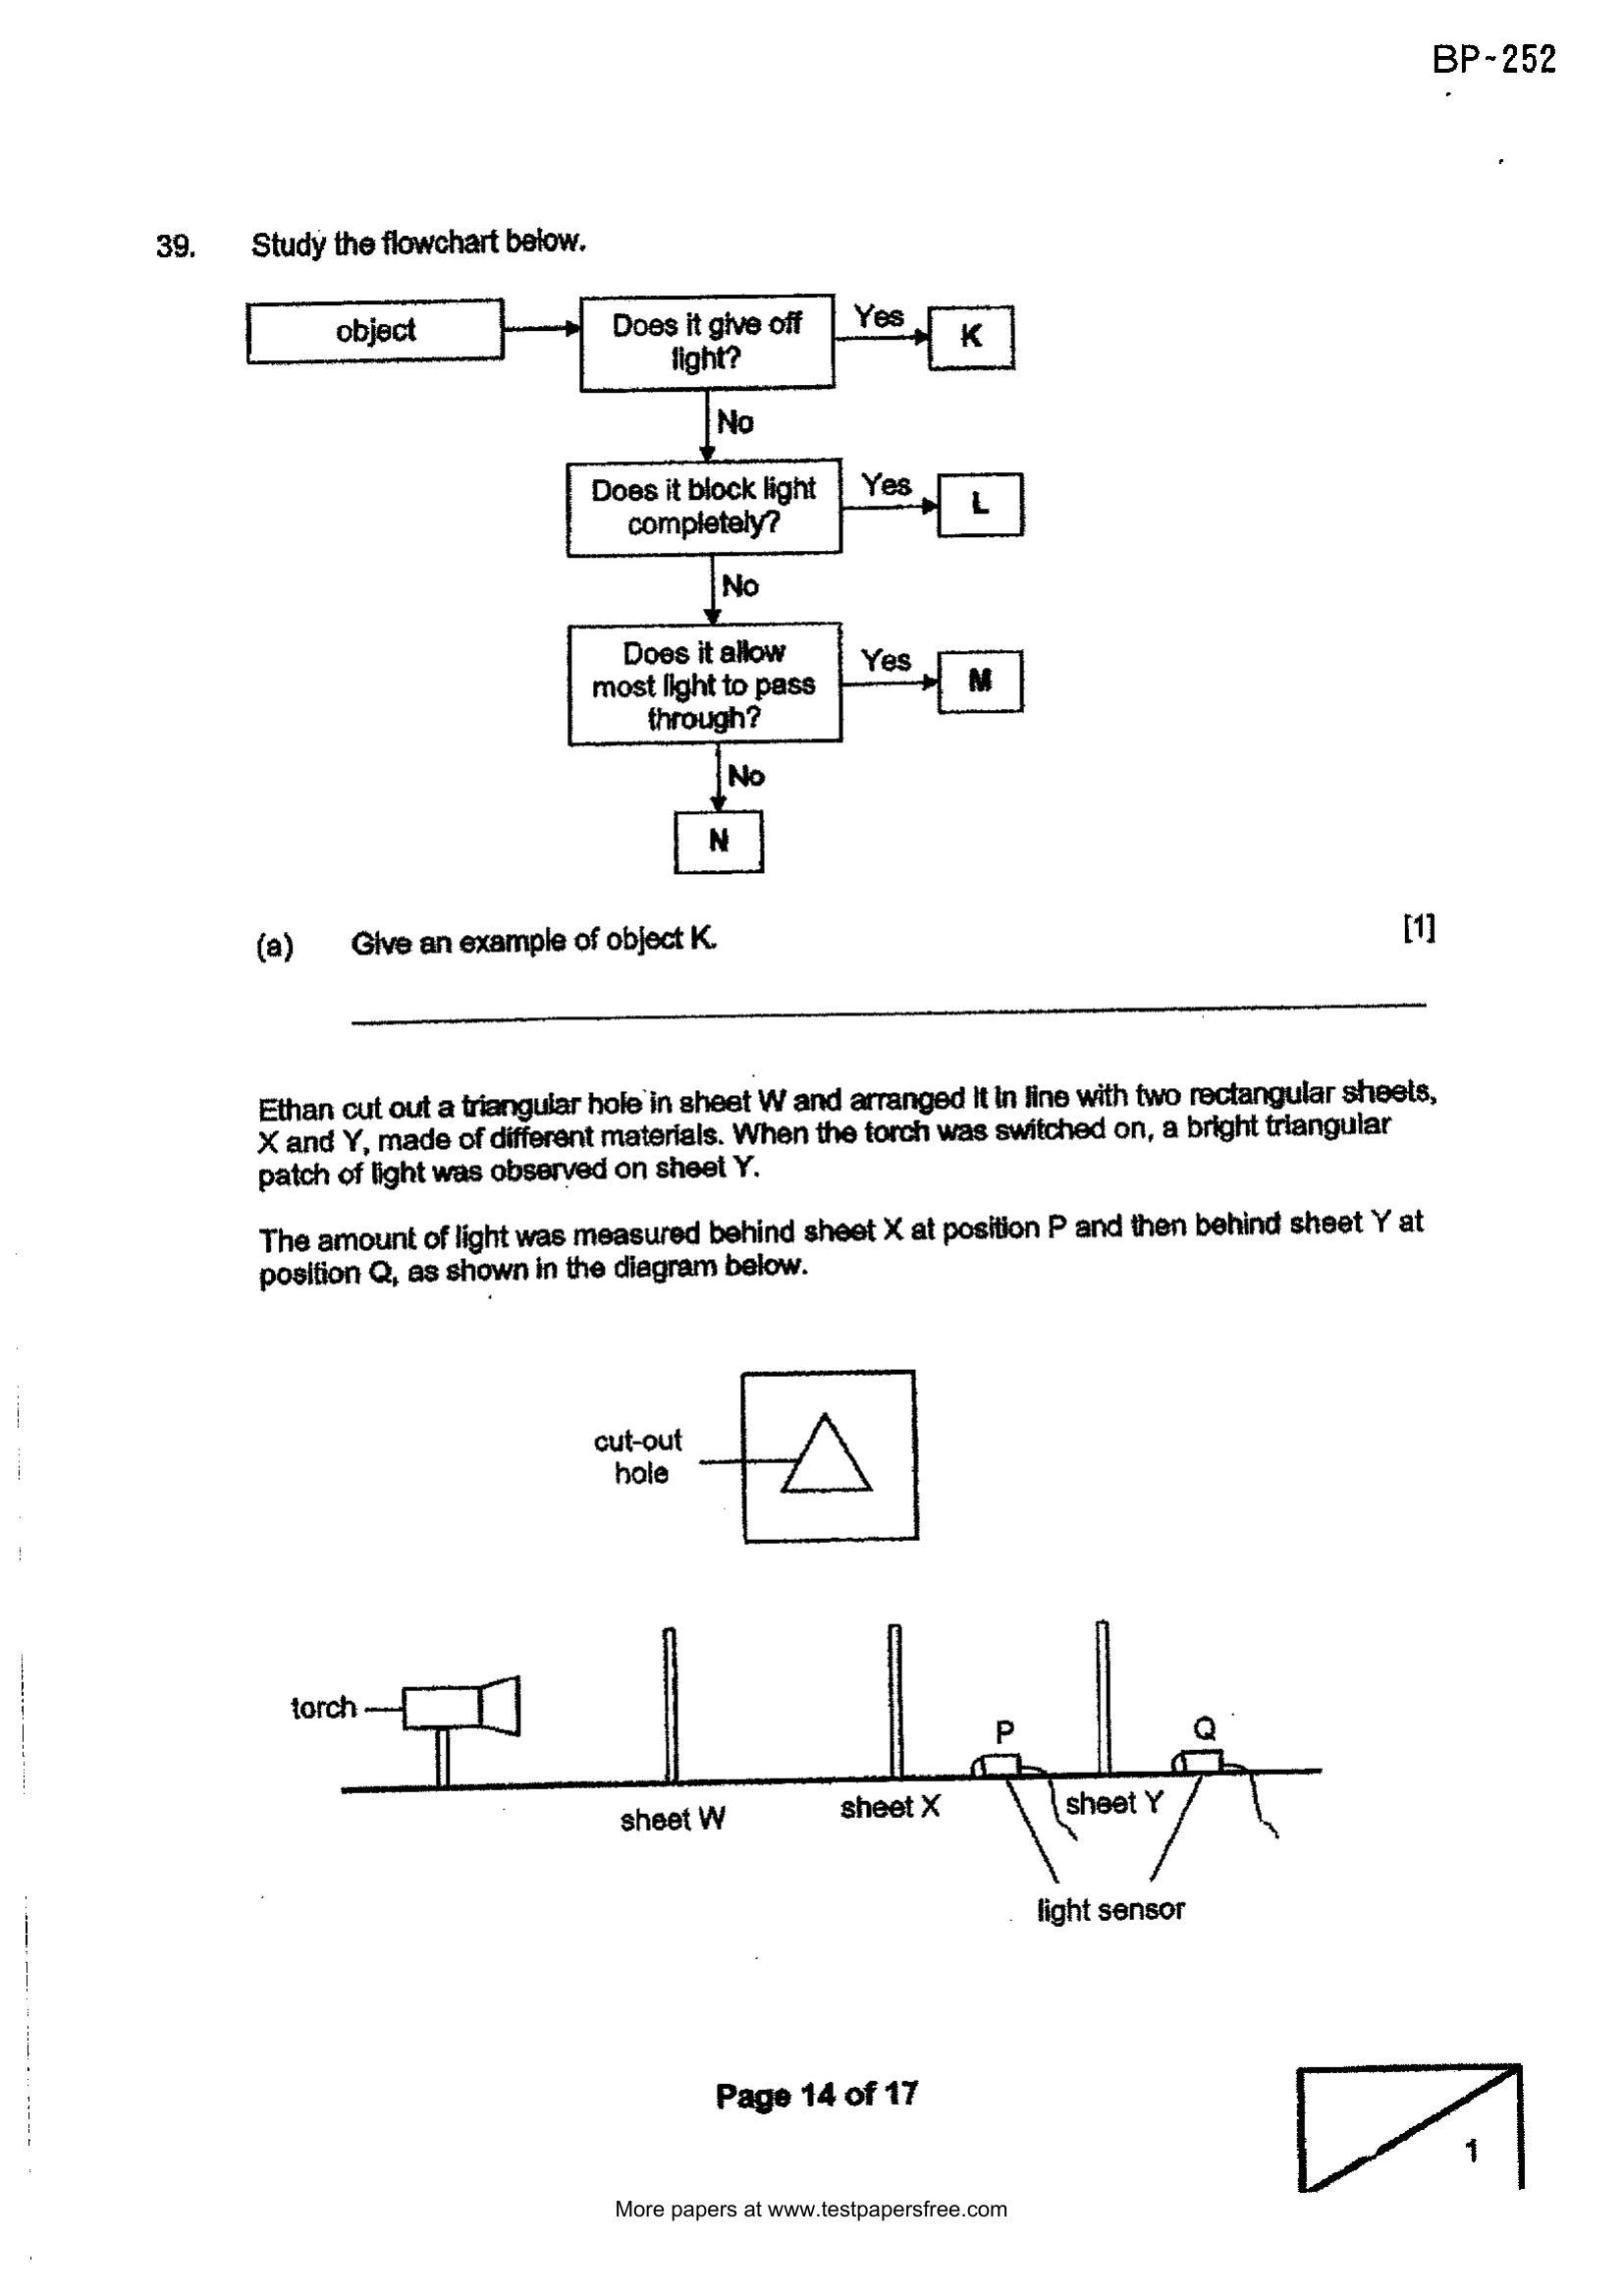 BP-252
39. Study the flowchart below.
object
Does it give off
light?
Yes
K
No
Does it block light
completely?
Yes
L
No
Does it allow
most light to pass
through?
Yes
M
No
N
(a) Give an example of object K. [1]
Ethan cut out a triangular hole in sheet W and arranged it in line with two rectangular sheets,
X and Y, made of different materials. When the torch was switched on, a bright triangular
patch of light was observed on sheet Y.
The amount of light was measured behind sheet X at position P and then behind sheet Y at
position Q, as shown in the diagram below.
cut-out
hole
torch
P
Q
sheet W
sheet X
sheet Y
light sensor
Page 14 of 17
1
More papers at www.testpapersfree.com